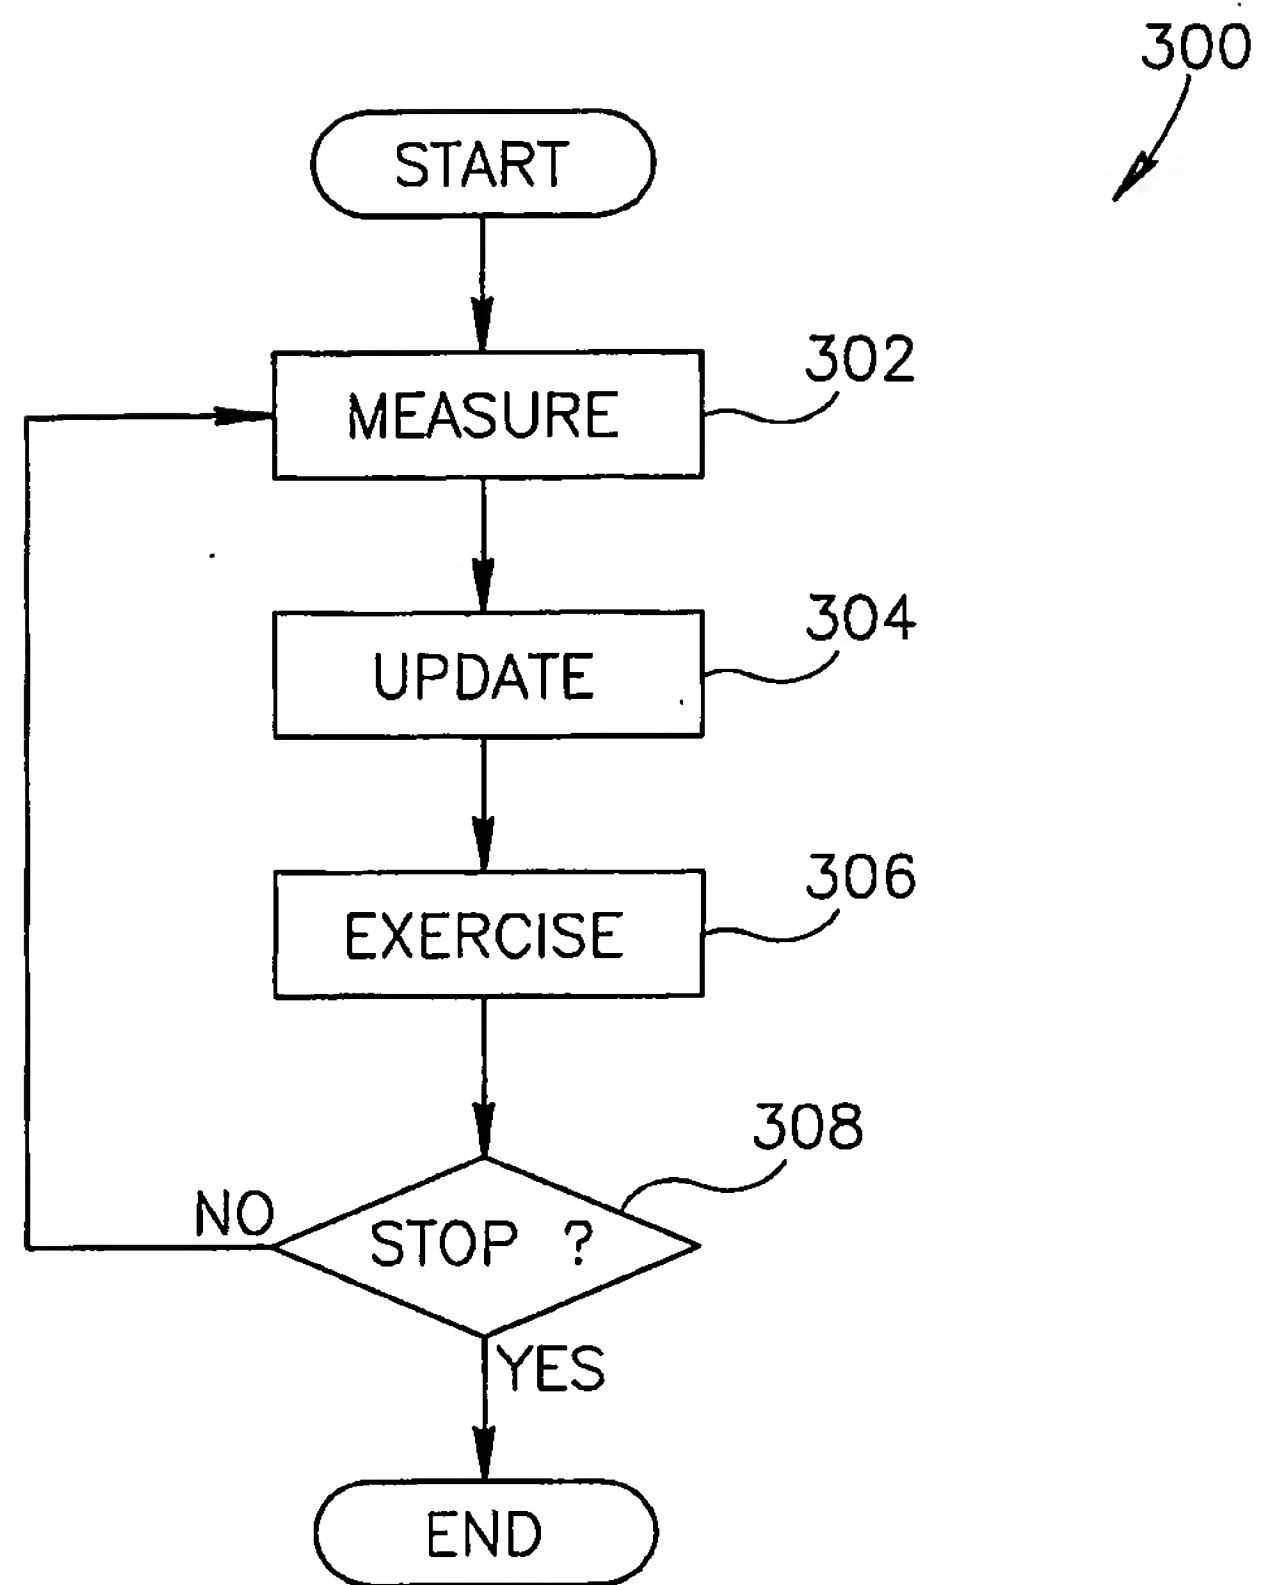 300
START
302
MEASURE
304
UPDATE
306
EXERCISE
308
NO
STOP ?
YES
END